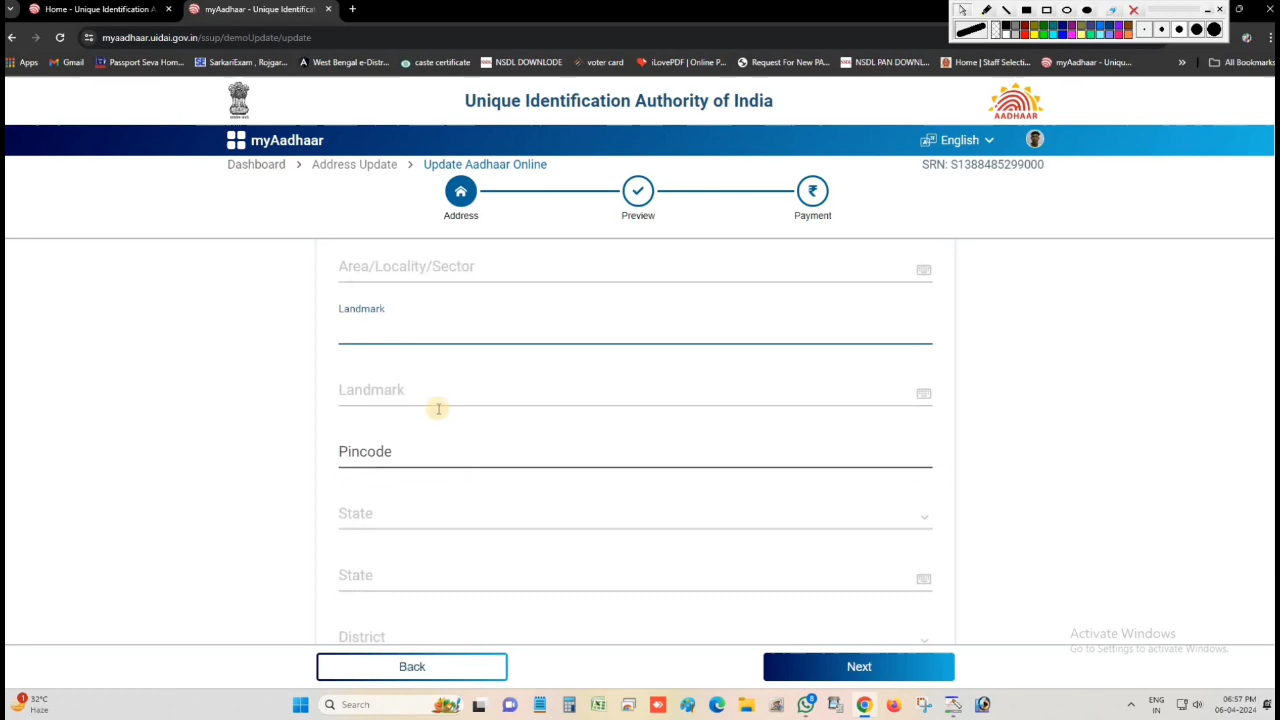 Home - Unique Identification A
myAadhaar - Unique Identificati
myaadhaar.uidai.gov.in/ssup/demo
Apps
Gmail
Passport Seva Hom...
SarkariExam, Rojgar...
West Bengal e-Distr...
caste certificate
NSDL DOWNLODE
voter card
iLovePDF | Online P...
Request For New PA...
NSDL PAN DOWNL...
Home | Staff Selecti...
myAadhar - Uniqu...
All Bookmarks
Unique Identification Authority of India
AADHAAR
myAadhaar
English
Dashboard > Address Update > Update Aadhaar Online
SRN: S1388485299000
Address
Preview
Payment
Area/Locality/Sector
Landmark
Landmark
Pincode
State
State
District
Activate Windows
Go to Settings to activate Windows.
Back
Next
32°C
Haze
Search
8
ENG
IN
06:57 PM
06-04-2024